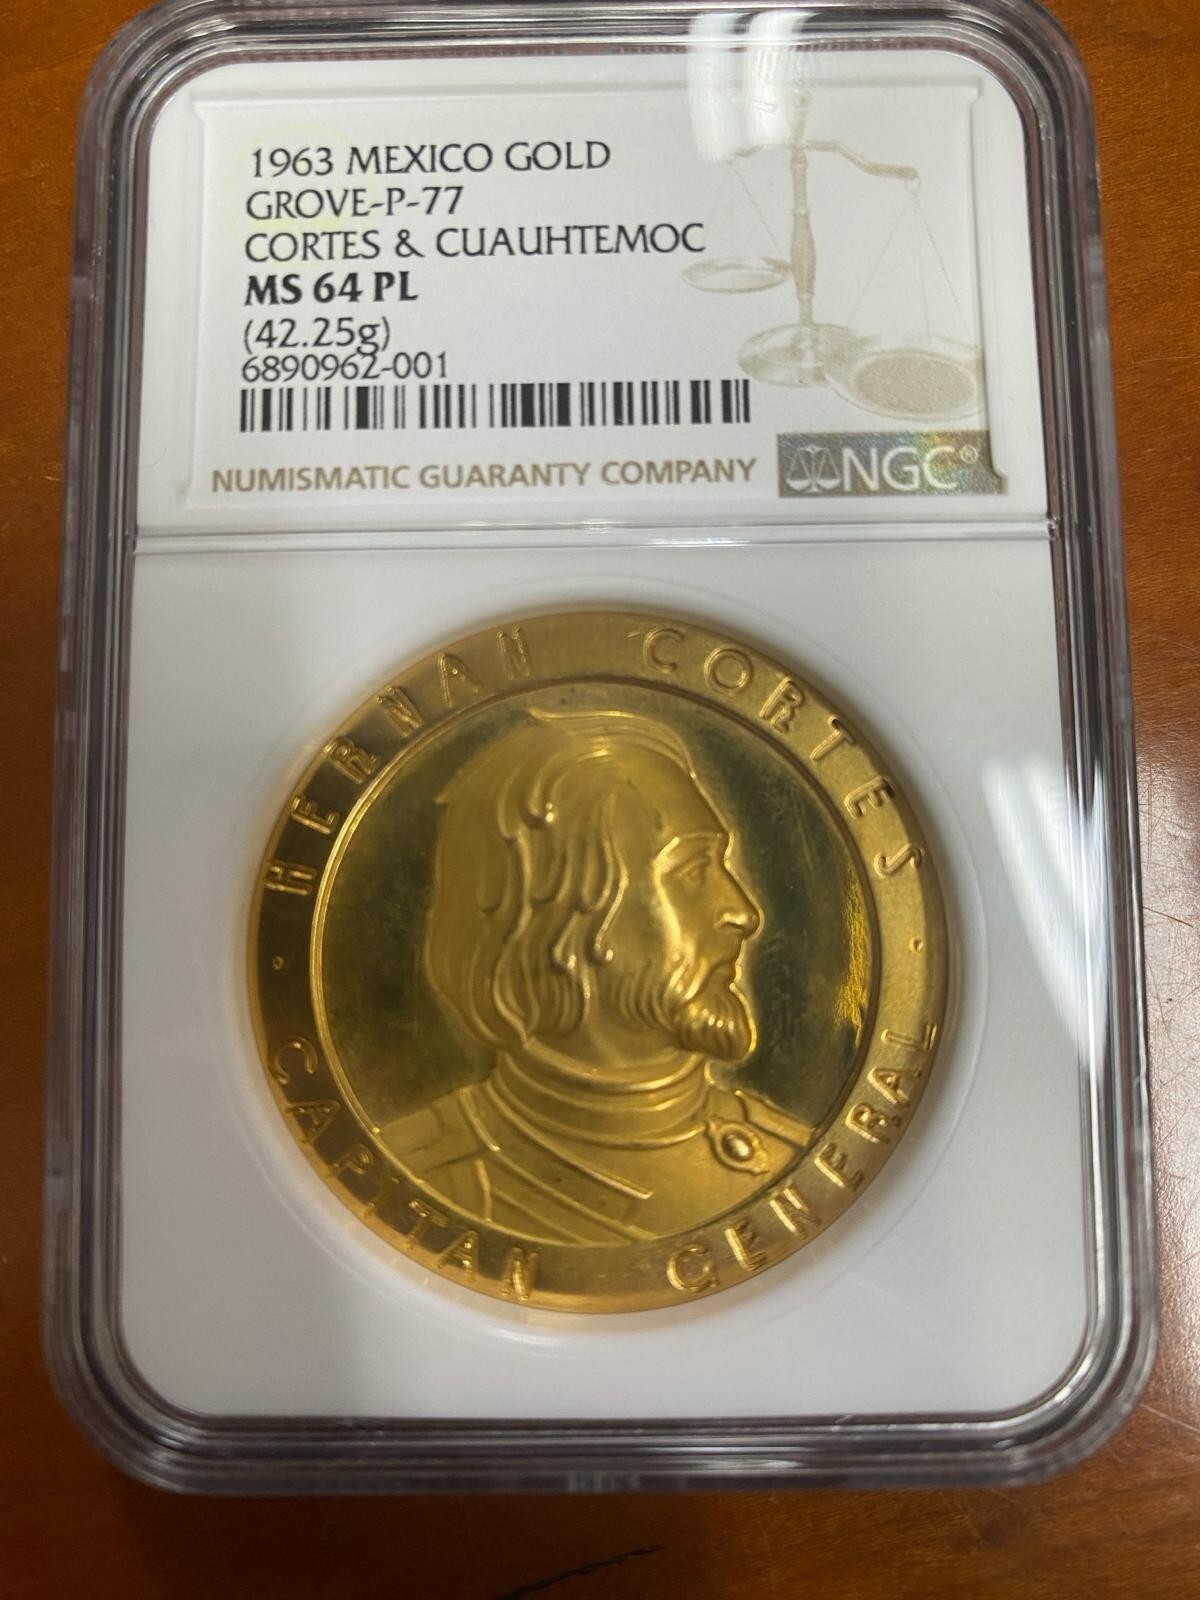 1963 MEXICO GOLD
GROVE-P-77
CORTES & CUAUHTEMOC
MS 64 PL
(42.25g)
6890962-001
NUMISMATIC GUARANTY COMPANY
NGC®
HERNAN CORTES
· CAPITAN GENERAL ·